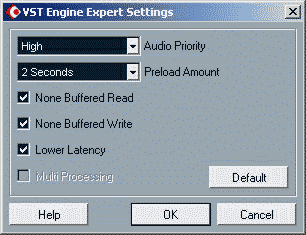 VST Engine Expert Settings
High Audio Priority
2 Seconds Preload Amount
None Buffered Read
None Buffered Write
Lower Latency
Multi Processing
Default
Help OK Cancel